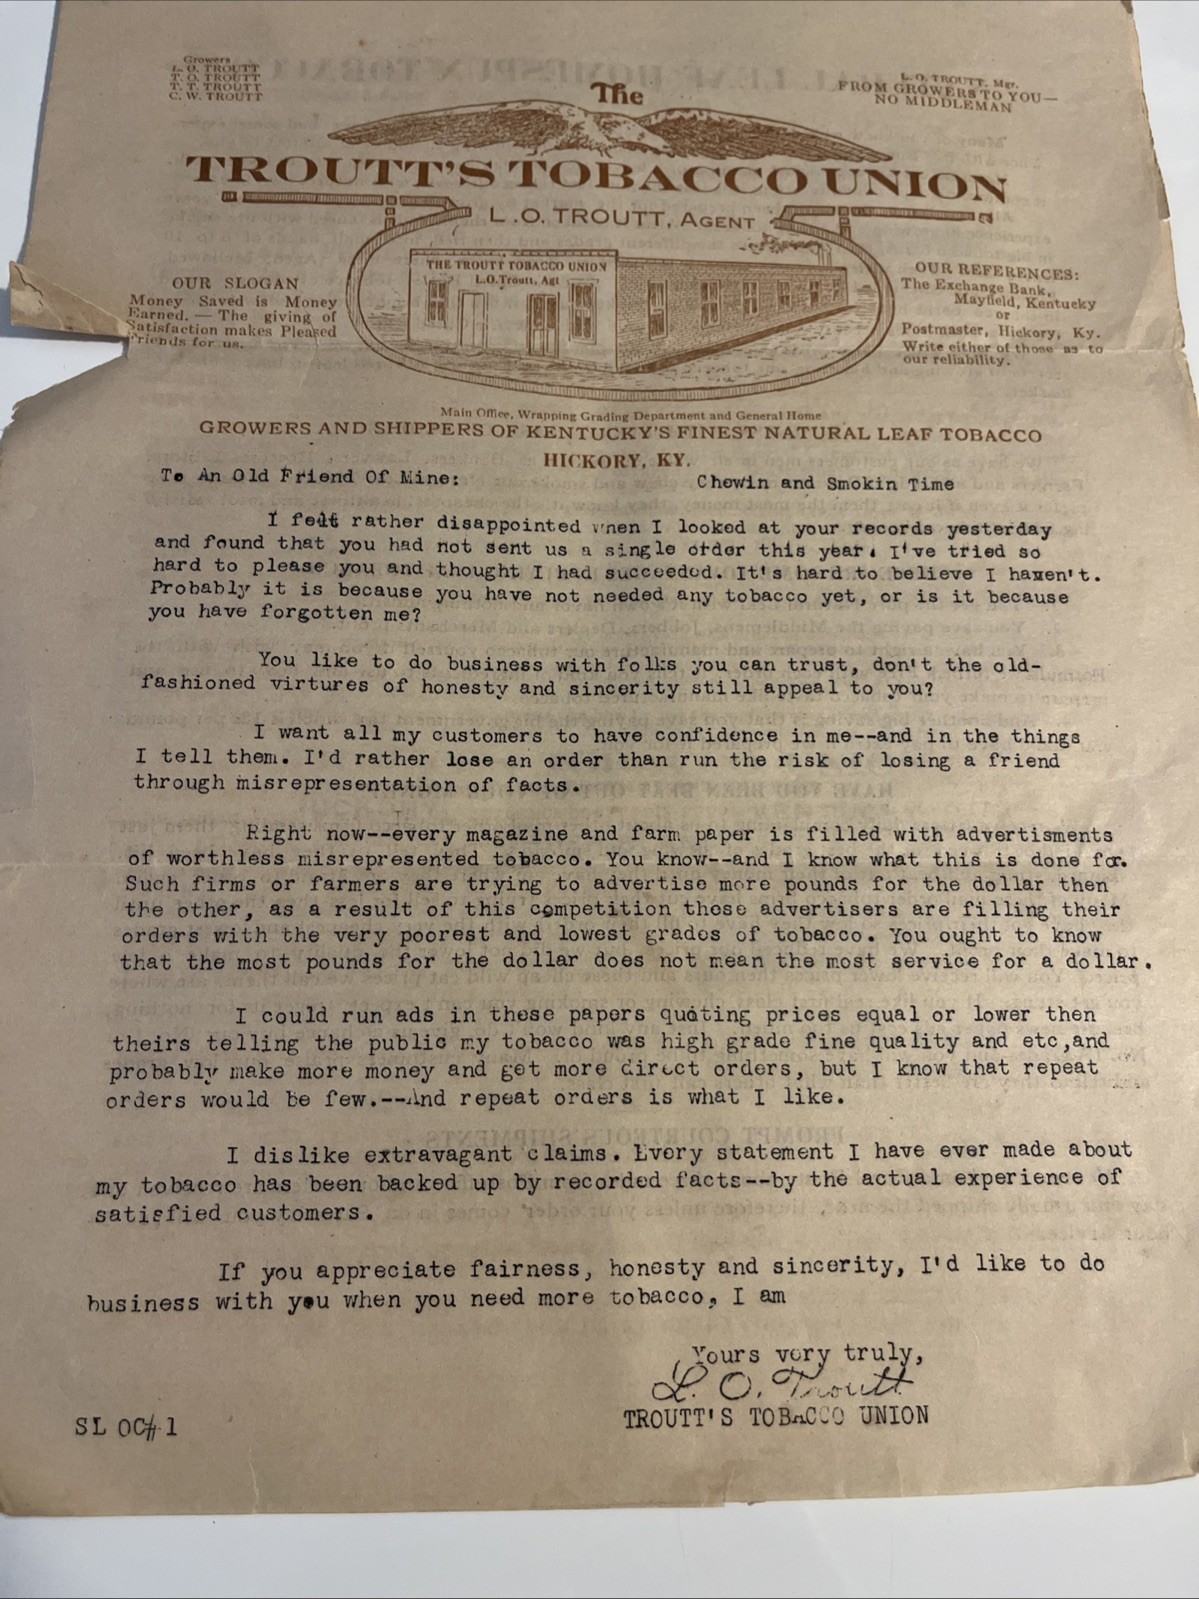 Growers
L. O. TROUTT
T. O. TROUTT
T. T. TROUTT
C. W. TROUTT
L. O. TROUTT, Mgr.
FROM GROWERS TO YOU—
NO MIDDLEMAN
The
TROUTT'S TOBACCO UNION
L.O. TROUTT, AGENT
THE TROUTT TOBACCO UNION
L.O.Troutt, Agt
OUR SLOGAN
Money Saved is Money
Earned. — The giving of
Satisfaction makes Pleased
Friends for us.
OUR REFERENCES:
The Exchange Bank,
Mayfield, Kentucky
or
Postmaster, Hickory, Ky.
Write either of those as to
our reliability.
Main Office, Wrapping Grading Department and General Home
GROWERS AND SHIPPERS OF KENTUCKY'S FINEST NATURAL LEAF TOBACCO
HICKORY, KY.
To An Old Friend Of Mine:
Chewin and Smokin Time
I felt rather disappointed when I looked at your records yesterday
and found that you had not sent us a single order this year. I've tried so
hard to please you and thought I had succeeded. It's hard to believe I haven't.
Probably it is because you have not needed any tobacco yet, or is it because
you have forgotten me?
You like to do business with folks you can trust, don't the old-
fashioned virtures of honesty and sincerity still appeal to you?
I want all my customers to have confidence in me--and in the things
I tell them. I'd rather lose an order than run the risk of losing a friend
through misrepresentation of facts.
Right now--every magazine and farm paper is filled with advertisments
of worthless misrepresented tobacco. You know--and I know what this is done for.
Such firms or farmers are trying to advertise more pounds for the dollar then
the other, as a result of this competition these advertisers are filling their
orders with the very poorest and lowest grades of tobacco. You ought to know
that the most pounds for the dollar does not mean the most service for a dollar.
I could run ads in these papers quoting prices equal or lower then
theirs telling the public my tobacco was high grade fine quality and etc,and
probably make more money and get more direct orders, but I know that repeat
orders would be few.--And repeat orders is what I like.
I dislike extravagant claims. Every statement I have ever made about
my tobacco has been backed up by recorded facts--by the actual experience of
satisfied customers.
If you appreciate fairness, honesty and sincerity, I'd like to do
business with you when you need more tobacco, I am
Yours very truly,
L. O. Troutt
TROUTT'S TOBACCO UNION
SL OC# 1